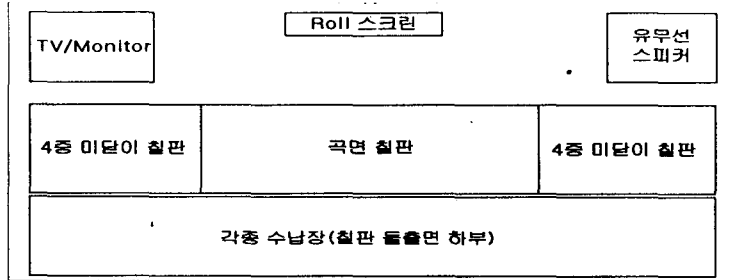 Roll 스크린
TV/Monitor
유무선
스피커
4중 미닫이 칠판
곡면 칠판
4중 미닫이 칠판
각종 수납장(칠판 돌출면 하부)